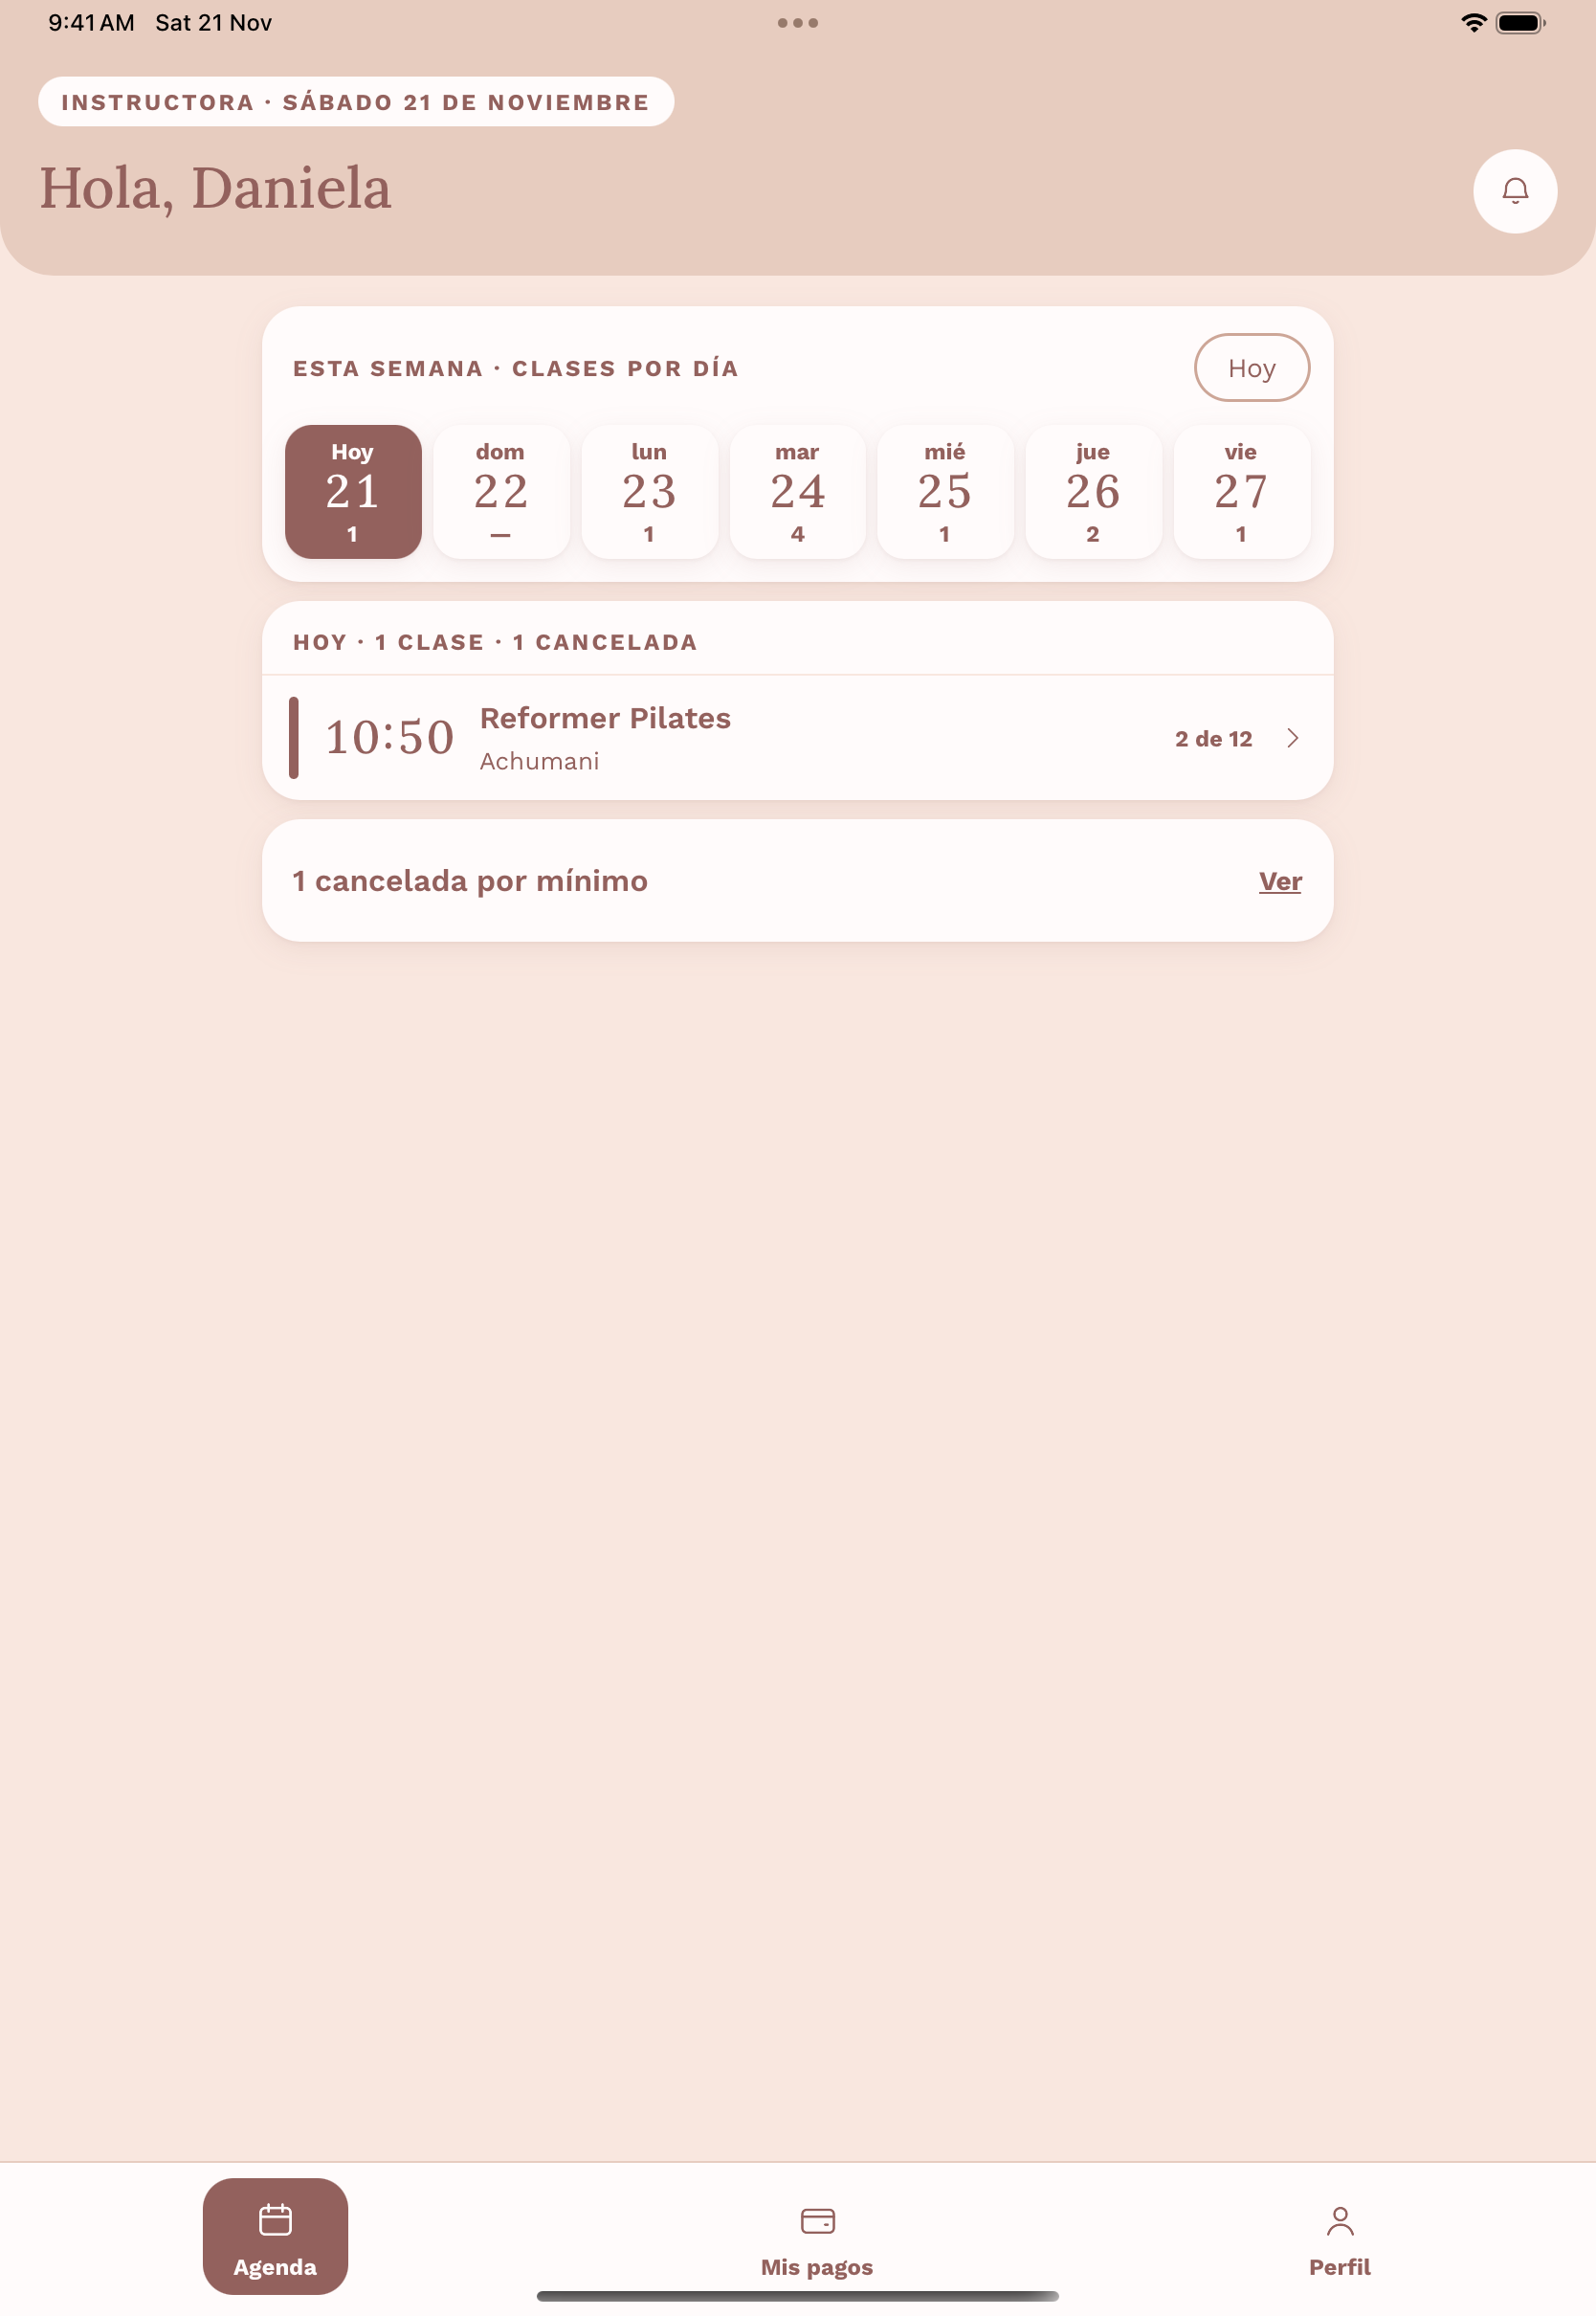 9:41 AM Sat 21 Nov
INSTRUCTORA · SÁBADO 21 DE NOVIEMBRE
Hola, Daniela
ESTA SEMANA · CLASES POR DÍA
Hoy
Hoy
21
1
dom
22
—
lun
23
1
mar
24
4
mié
25
1
jue
26
2
vie
27
1
HOY · 1 CLASE · 1 CANCELADA
10:50
Reformer Pilates
Achumani
2 de 12
1 cancelada por mínimo
Ver
Agenda
Mis pagos
Perfil